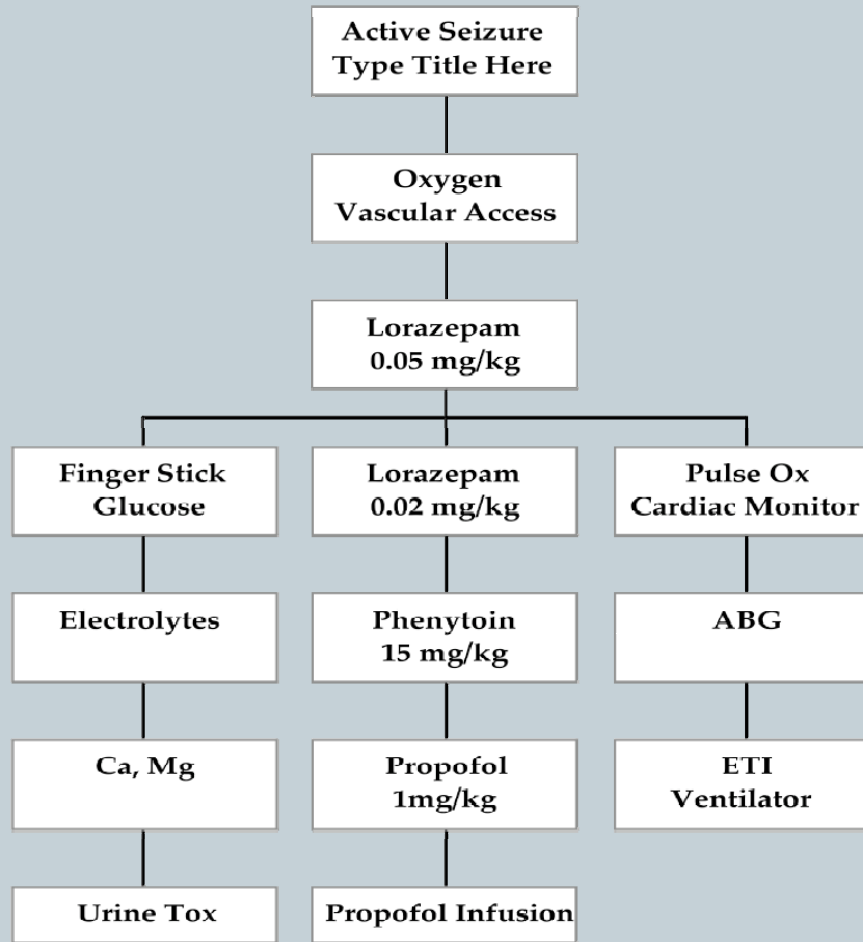 Active Seizure
Type Title Here
Oxygen
Vascular Access
Lorazepam
0.05 mg/kg
Finger Stick
Glucose
Lorazepam
0.02 mg/kg
Pulse Ox
Cardiac Monitor
Electrolytes
Phenytoin
15 mg/kg
ABG
Ca, Mg
Propofol
1mg/kg
ETI
Ventilator
Urine Tox
Propofol Infusion